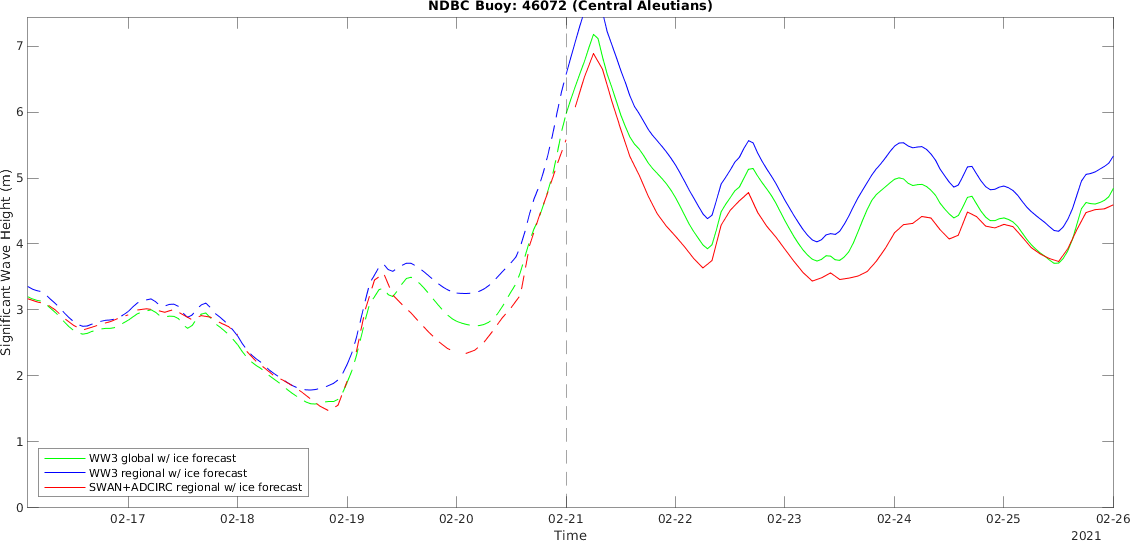 NDBC Buoy: 46072 (Central Aleutians)
7
6
5
4
3
2
1
0
Significant Wave Height (m)
WW3 global w/ ice forecast
WW3 regional w/ ice forecast
SWAN+ADCIRC regional w/ ice forecast
02-17 02-18 02-19 02-20 02-21 02-22 02-23 02-24 02-25 02-26
Time
2021